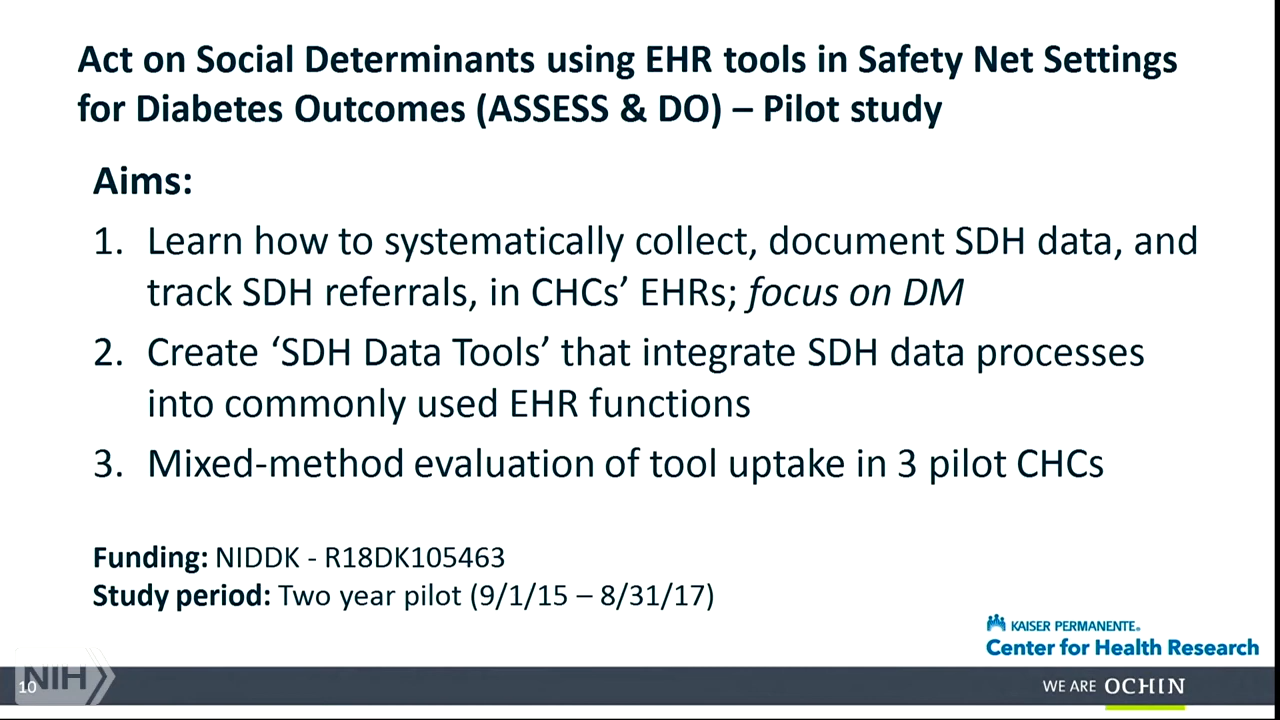 Act on Social Determinants using EHR tools in Safety Net Settings
for Diabetes Outcomes (ASSESS & DO) – Pilot study
Aims:
1. Learn how to systematically collect, document SDH data, and
track SDH referrals, in CHCs’ EHRs; focus on DM
2. Create ‘SDH Data Tools’ that integrate SDH data processes
into commonly used EHR functions
3. Mixed-method evaluation of tool uptake in 3 pilot CHCs
Funding: NIDDK - R18DK105463
Study period: Two year pilot (9/1/15 – 8/31/17)
KAISER PERMANENTE®
Center for Health Research
10
NIH
WE ARE OCHIN